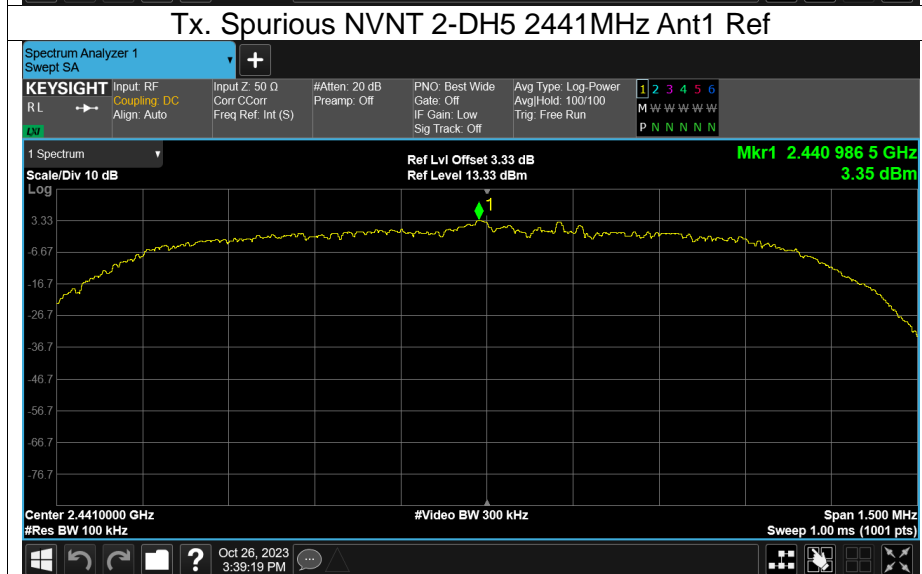 Tx. Spurious NVNT 2-DH5 2441MHz Ant1 Ref
Spectrum Analyzer 1
Swept SA
+
KEYSIGHT
RL
LXI
Input: RF
Coupling: DC
Align: Auto
Input Z: 50 Ω
Corr CCorr
Freq Ref: Int (S)
#Atten: 20 dB
Preamp: Off
PNO: Best Wide
Gate: Off
IF Gain: Low
Sig Track: Off
Avg Type: Log-Power
Avg|Hold: 100/100
Trig: Free Run
1 2 3 4 5 6
M W W W W W
P N N N N N
1 Spectrum
Scale/Div 10 dB
Log
Ref Lvl Offset 3.33 dB
Ref Level 13.33 dBm
Mkr1 2.440 986 5 GHz
3.35 dBm
1
3.33
-6.67
-16.7
-26.7
-36.7
-46.7
-56.7
-66.7
-76.7
Center 2.4410000 GHz
#Res BW 100 kHz
#Video BW 300 kHz
Span 1.500 MHz
Sweep 1.00 ms (1001 pts)
?
Oct 26, 2023
3:39:19 PM